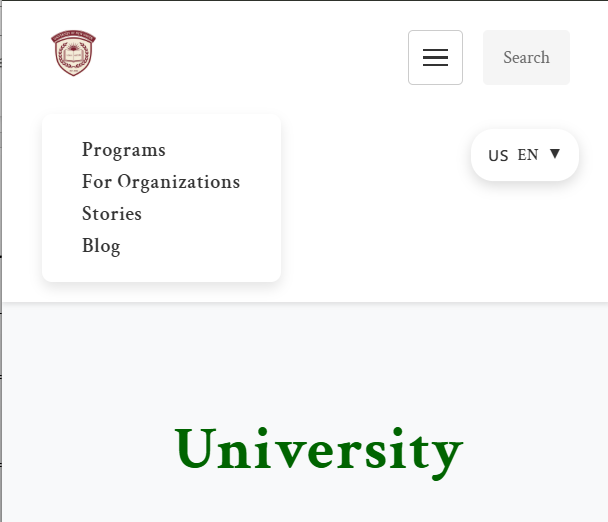 Search
Programs
For Organizations
Stories
Blog
US EN ▼
University